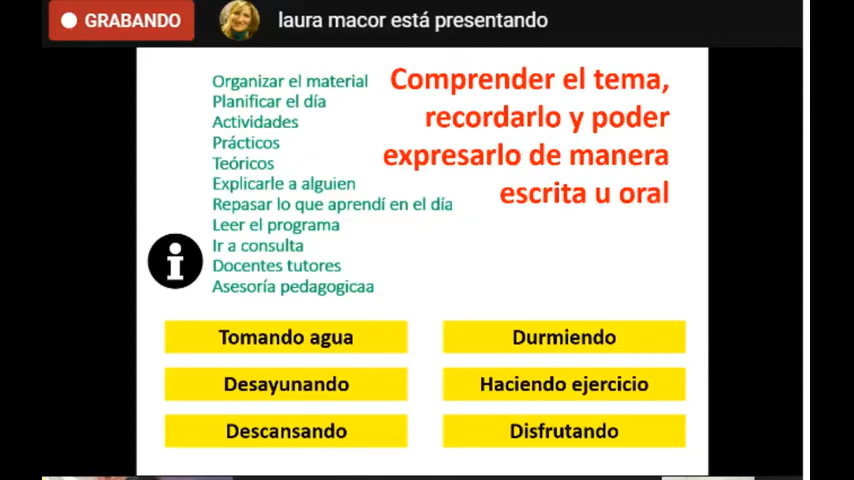 GRABANDO
laura macor está presentando
Organizar el material
Planificar el día
Actividades
Prácticos
Teóricos
Explicarle a alguien
Repasar lo que aprendí en el día
Leer el programa
Ir a consulta
Docentes tutores
Asesoría pedagogicaa
Comprender el tema,
recordarlo y poder
expresarlo de manera
escrita u oral
Tomando agua
Durmiendo
Desayunando
Haciendo ejercicio
Descansando
Disfrutando